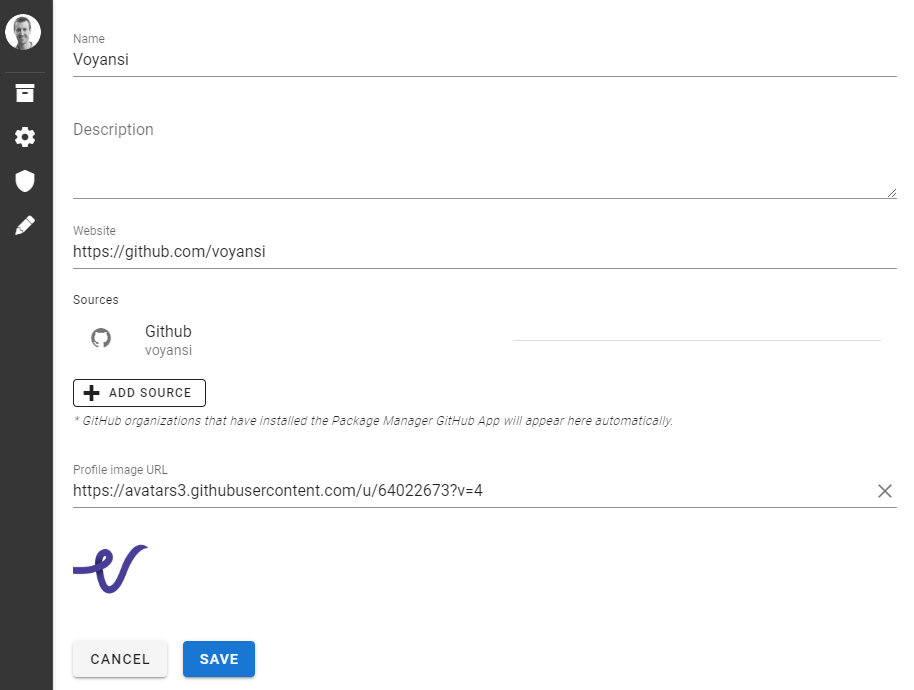 Name
Voyansi
Description
Website
https://github.com/voyansi
Sources
Github
voyansi
ADD SOURCE
* GitHub organizations that have installed the Package Manager GitHub App will appear here automatically.
Profile image URL
https://avatars3.githubusercontent.com/u/64022673?v=4
CANCEL
SAVE